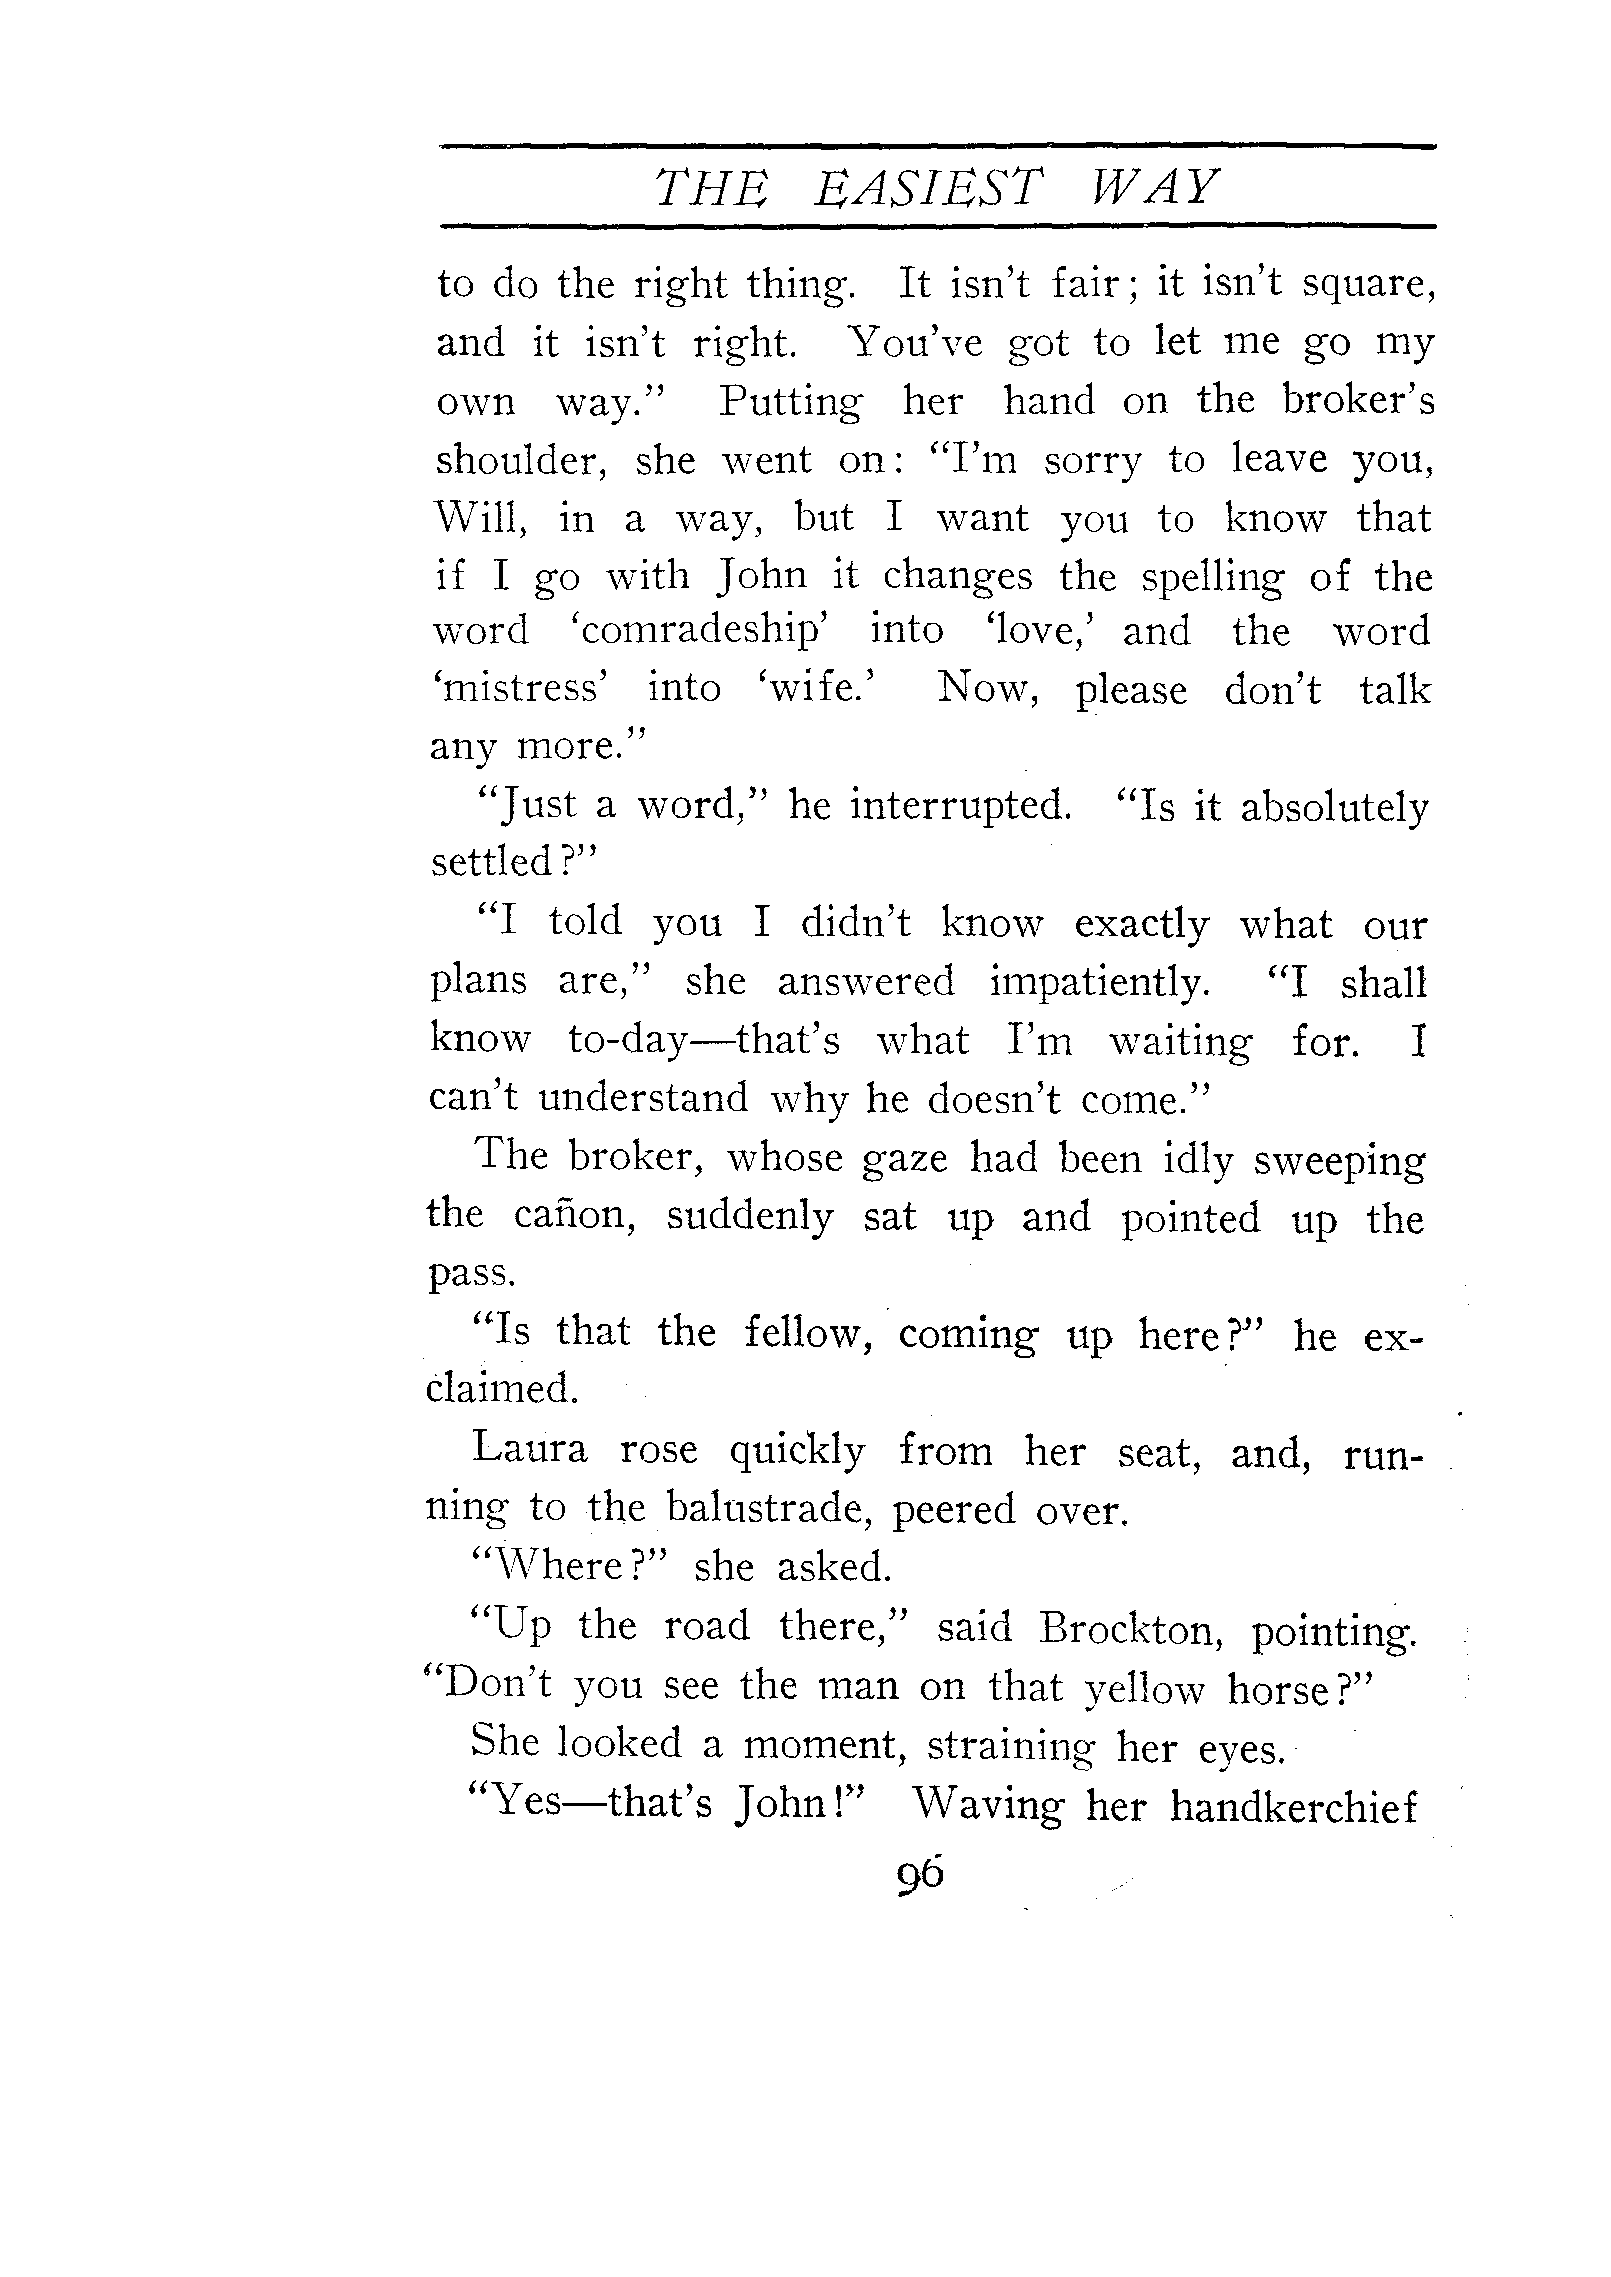 THE EASIEST WAY
to do the right thing. It isn't fair; it isn't square,
and it isn't right. You've got to let me go my
own way.” Putting her hand on the broker's
shoulder, she went on: “I'm sorry to leave you,
Will, in a way, but I want you to know that
if I go with John it changes the spelling of the
word ‘comradeship’ into ‘love,’ and the word
‘mistress’ into ‘wife.’ Now, please don't talk
any more.”
“Just a word,” he interrupted. “Is it absolutely
settled?”
“I told you I didn't know exactly what our
plans are,” she answered impatiently. “I shall
know to-day—that's what I'm waiting for. I
can't understand why he doesn't come.”
The broker, whose gaze had been idly sweeping
the cañon, suddenly sat up and pointed up the
pass.
“Is that the fellow, coming up here?” he ex-
claimed.
Laura rose quickly from her seat, and, run-
ning to the balustrade, peered over.
“Where?” she asked.
“Up the road there,” said Brockton, pointing.
“Don't you see the man on that yellow horse?”
She looked a moment, straining her eyes.
“Yes—that's John!” Waving her handkerchief
96